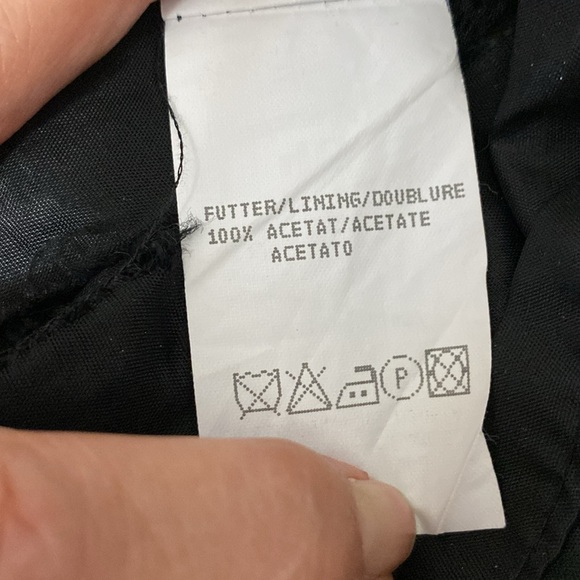 FUTTER/LINING/DOUBLURE
100% ACETAT/ACETATE
ACETATO
P